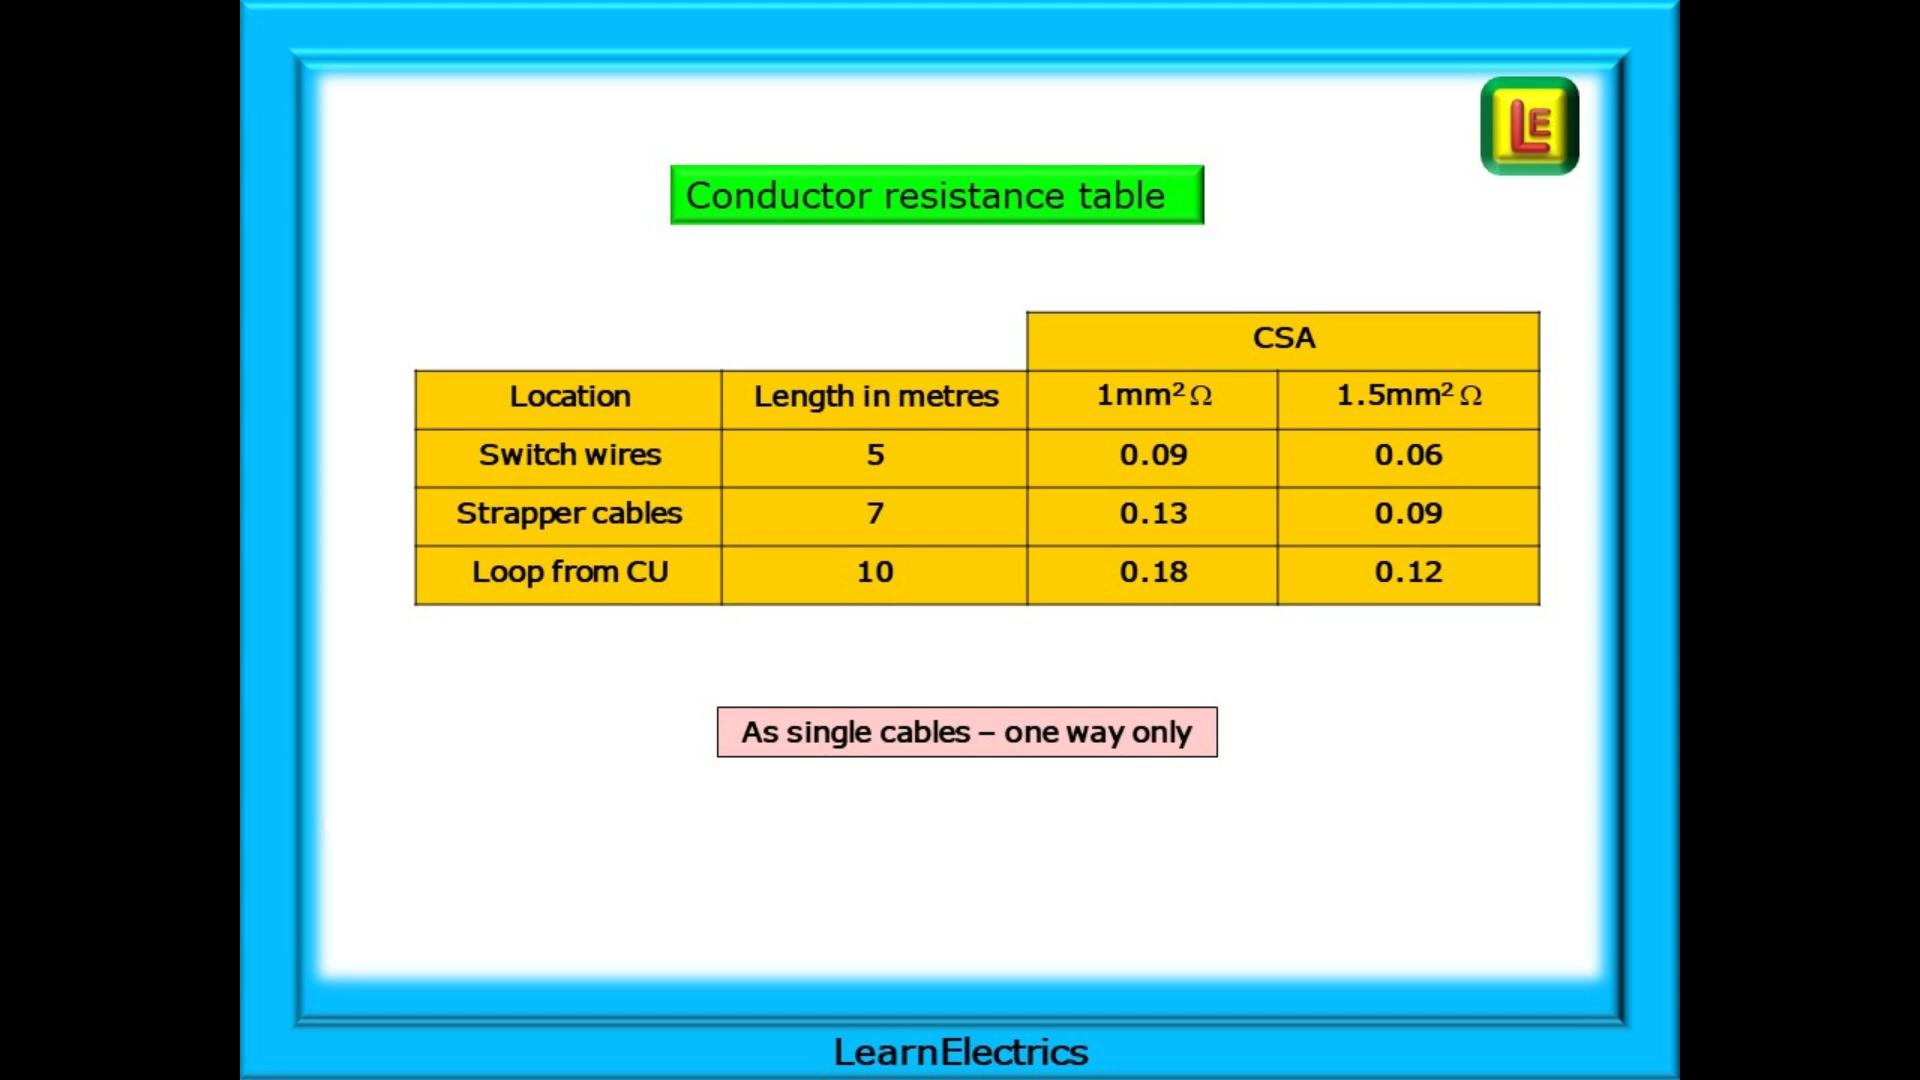 LE
Conductor resistance table
CSA
Location Length in metres 1mm² Ω 1.5mm² Ω
Switch wires 5 0.09 0.06
Strapper cables 7 0.13 0.09
Loop from CU 10 0.18 0.12
As single cables – one way only
LearnElectrics